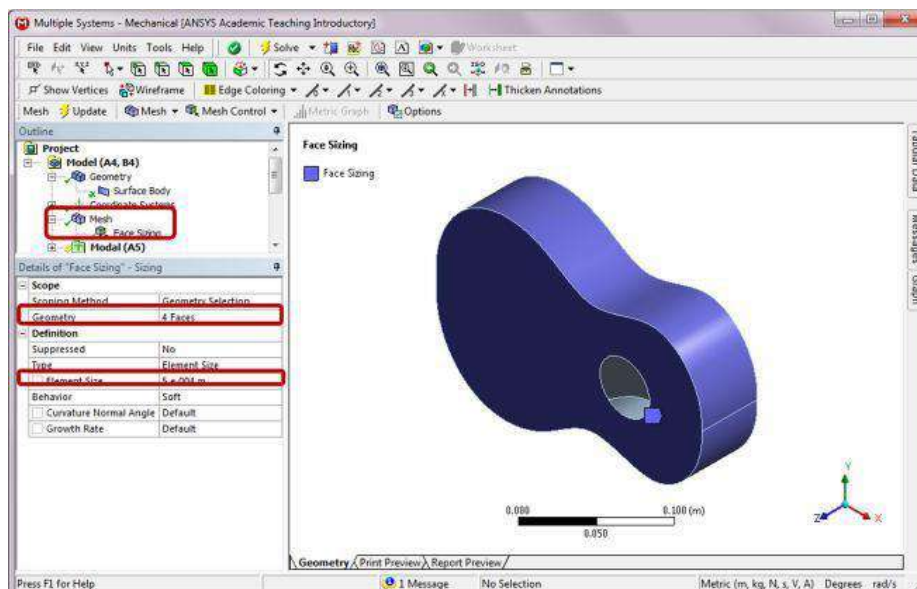 Multiple Systems - Mechanical [ANSYS Academic Teaching Introductory]
File Edit View Units Tools Help Solve Worksheet
Show Vertices Wireframe Edge Coloring Thicken Annotations
Mesh Update Mesh Mesh Control Metric Graph Options
Outline
Project
Model (A4, B4)
Geometry
Surface Body
Coordinate Systems
Mesh
Face Sizing
Modal (A5)
Details of "Face Sizing" - Sizing
Scope
Scoping Method Geometry Selection
Geometry 4 Faces
Definition
Suppressed No
Type Element Size
Element Size 5.e-004 m
Behavior Soft
Curvature Normal Angle Default
Growth Rate Default
Face Sizing
Face Sizing
0.100 (m)
0.050
Y
Z X
Geometry Print Preview Report Preview
Tabular Data
Messages
Graph
Press F1 for Help 1 Message No Selection Metric (m, kg, N, s, V, A) Degrees rad/s